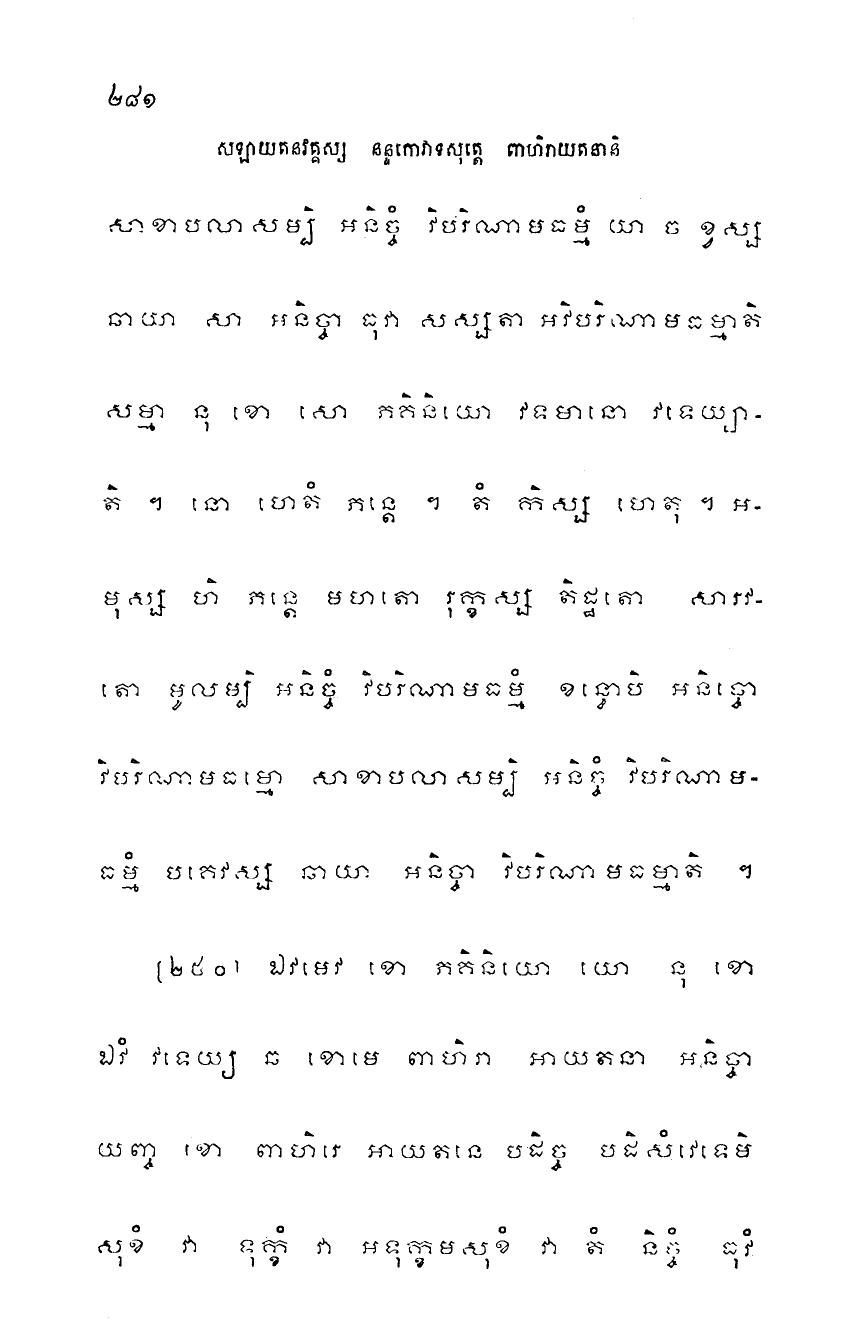 ២៨១
សឡាយតនវគ្គស្ស នន្ទកោវាទសុត្តេ ពាហិរាយតនានិ
សាខាបលាសម្បិ អនិច្ចំ វិបរិណាមធម្មំ យា ច ខ្វស្ស
ឆាយា សា អនិច្ចា ធុវា សស្សតា អវិបរិណាមធម្មាតិ
សម្មា នុ ខោ សោ ភគិនិយោ វទមានោ វទេយ្យា-
តិ ។ នោ ហេតំ ភន្តេ ។ តំ កិស្ស ហេតុ ។ អ-
មុស្ស ហិ ភន្តេ មហតោ រុក្ខស្ស តិដ្ឋតោ សារវ-
តោ មូលម្បិ អនិច្ចំ វិបរិណាមធម្មំ ខន្ធោបិ អនិច្ចោ
វិបរិណាមធម្មោ សាខាបលាសម្បិ អនិច្ចំ វិបរិណាម-
ធម្មំ បគេវស្ស ឆាយា អនិច្ចា វិបរិណាមធម្មាតិ ។
[២៥០] ឯវមេវ ខោ ភគិនិយោ យោ នុ ខោ
ឯវំ វទេយ្យ ឆ ខោមេ ពាហិរា អាយតនា អនិច្ចា
យញ្ច ខោ ពាហិរេ អាយតនេ បដិច្ច បដិសំវេទេមិ
សុខំ វា ទុក្ខំ វា អទុក្ខមសុខំ វា តំ និច្ចំ ធុវំ